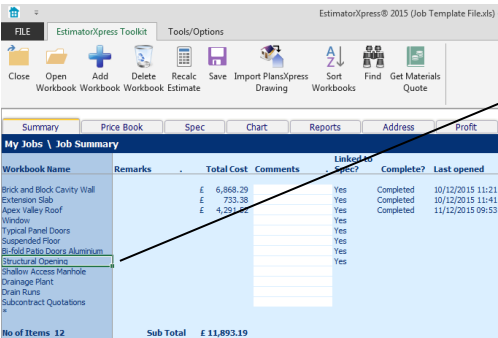 EstimatorXpress® 2015 (Job Template File.xls)
FILE EstimatorXpress Toolkit Tools/Options
Close Open Workbook Add Workbook Delete Workbook Recalc Estimate Save Import PlansXpress Drawing Sort Workbooks Find Get Materials Quote
Summary Price Book Spec Chart Reports Address Profit
My Jobs \ Job Summary
Workbook Name Remarks . Total Cost Comments . Linked to Spec? Complete? Last opened
Brick and Block Cavity Wall £ 6,868.29 Yes Completed 10/12/2015 11:21
Extension Slab £ 733.38 Yes Completed 10/12/2015 11:41
Apex Valley Roof £ 4,291.52 Yes Completed 11/12/2015 09:53
Window Yes
Typical Panel Doors Yes
Suspended Floor Yes
Bi-fold Patio Doors Aluminium Yes
Structural Opening Yes
Shallow Access Manhole
Drainage Plant
Drain Runs
Subcontract Quotations
=
No of Items 12 Sub Total £ 11,893.19